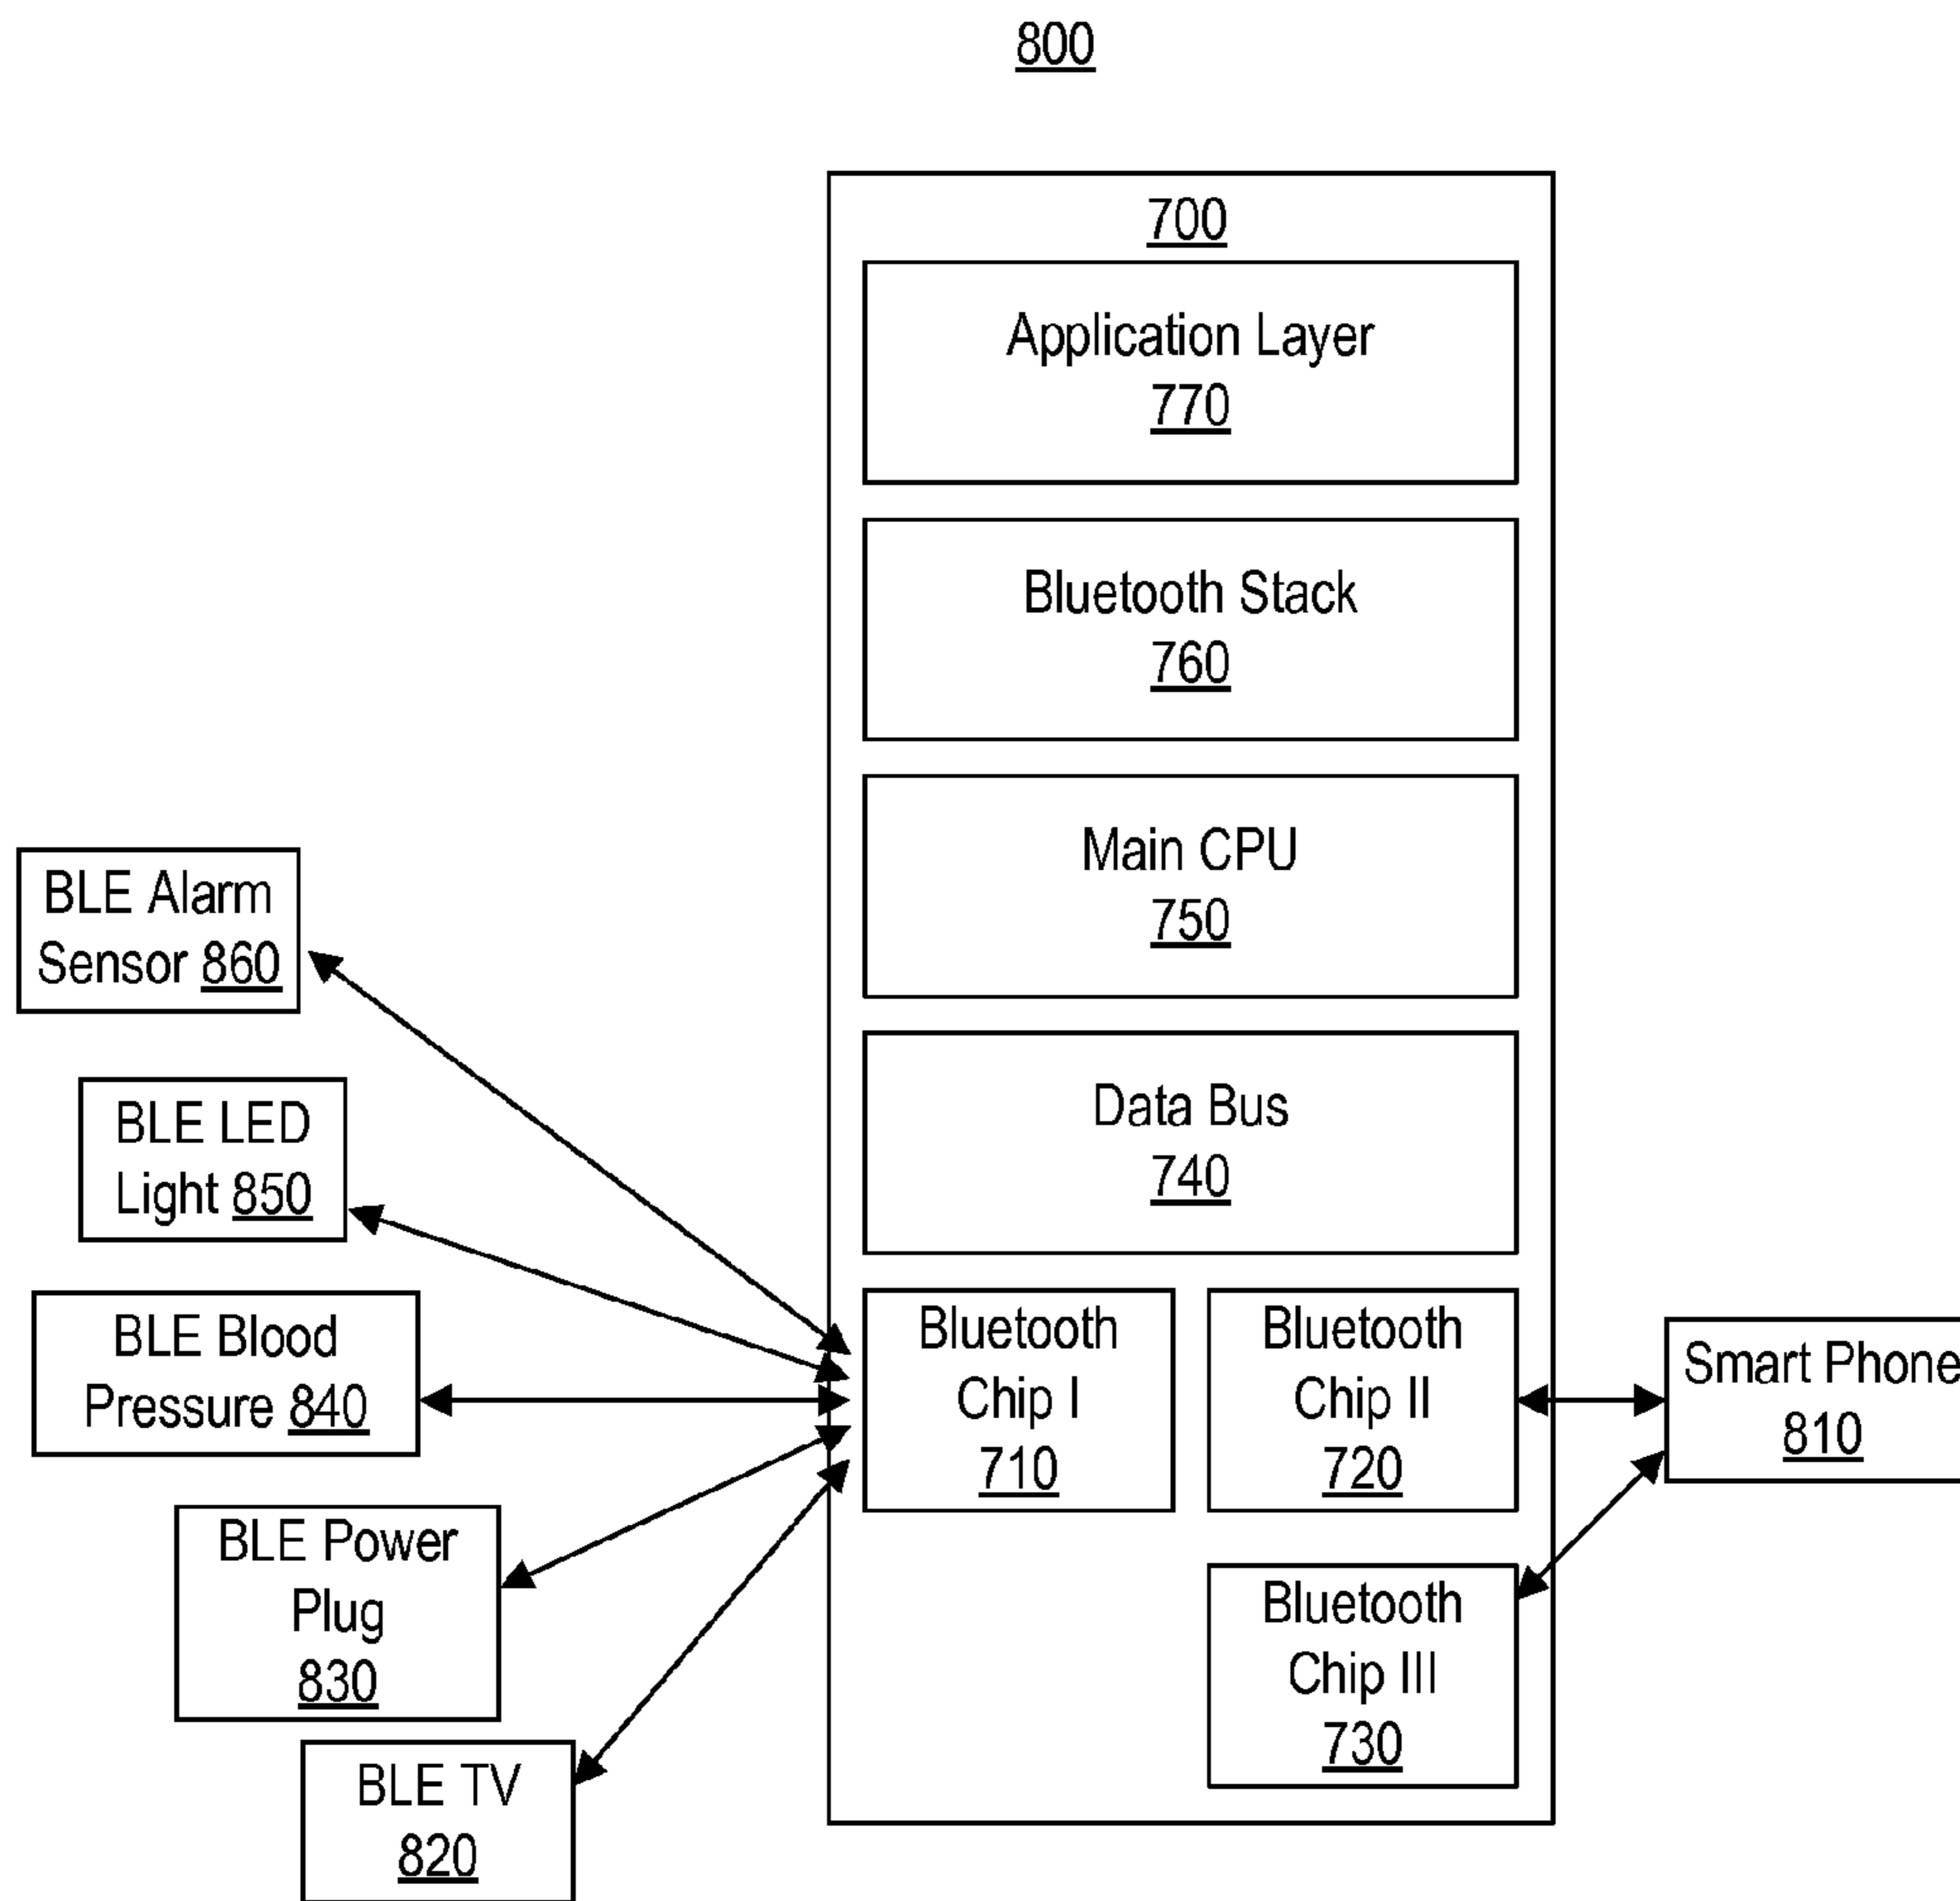 800
700
Application Layer
770
Bluetooth Stack
760
Main CPU
750
Data Bus
740
Bluetooth
Chip I
710
Bluetooth
Chip II
720
Bluetooth
Chip III
730
BLE Alarm
Sensor 860
BLE LED
Light 850
BLE Blood
Pressure 840
BLE Power
Plug
830
BLE TV
820
Smart Phone
810